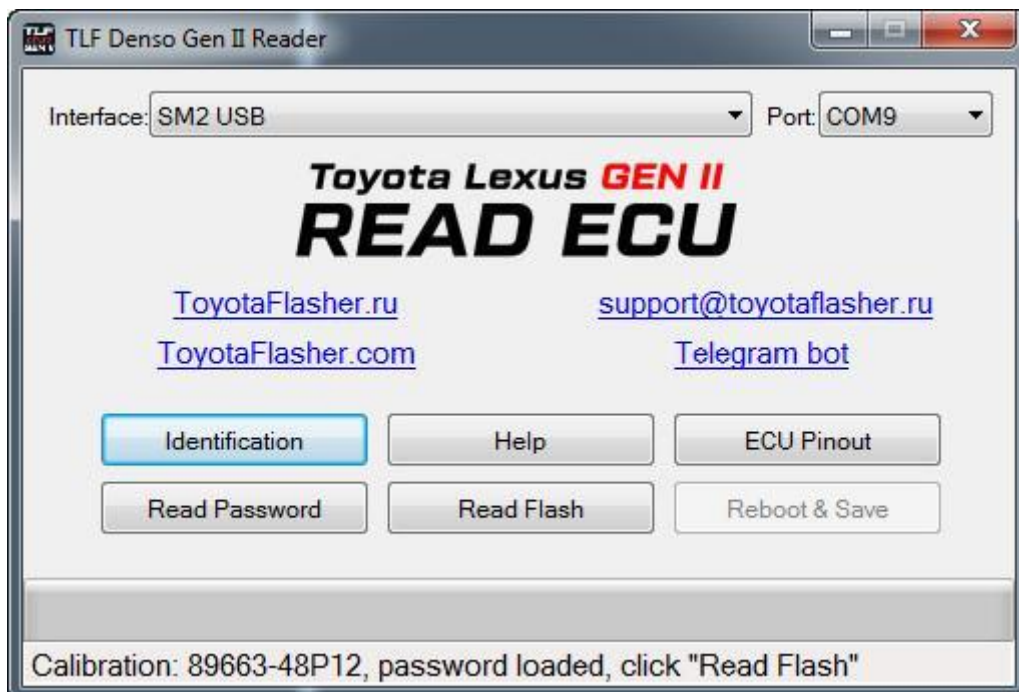 TLF Denso Gen II Reader
Interface: SM2 USB Port: COM9
Toyota Lexus GEN II
READ ECU
ToyotaFlasher.ru support@toyotaflasher.ru
ToyotaFlasher.com Telegram bot
Identification Help ECU Pinout
Read Password Read Flash Reboot & Save
Calibration: 89663-48P12, password loaded, click "Read Flash"